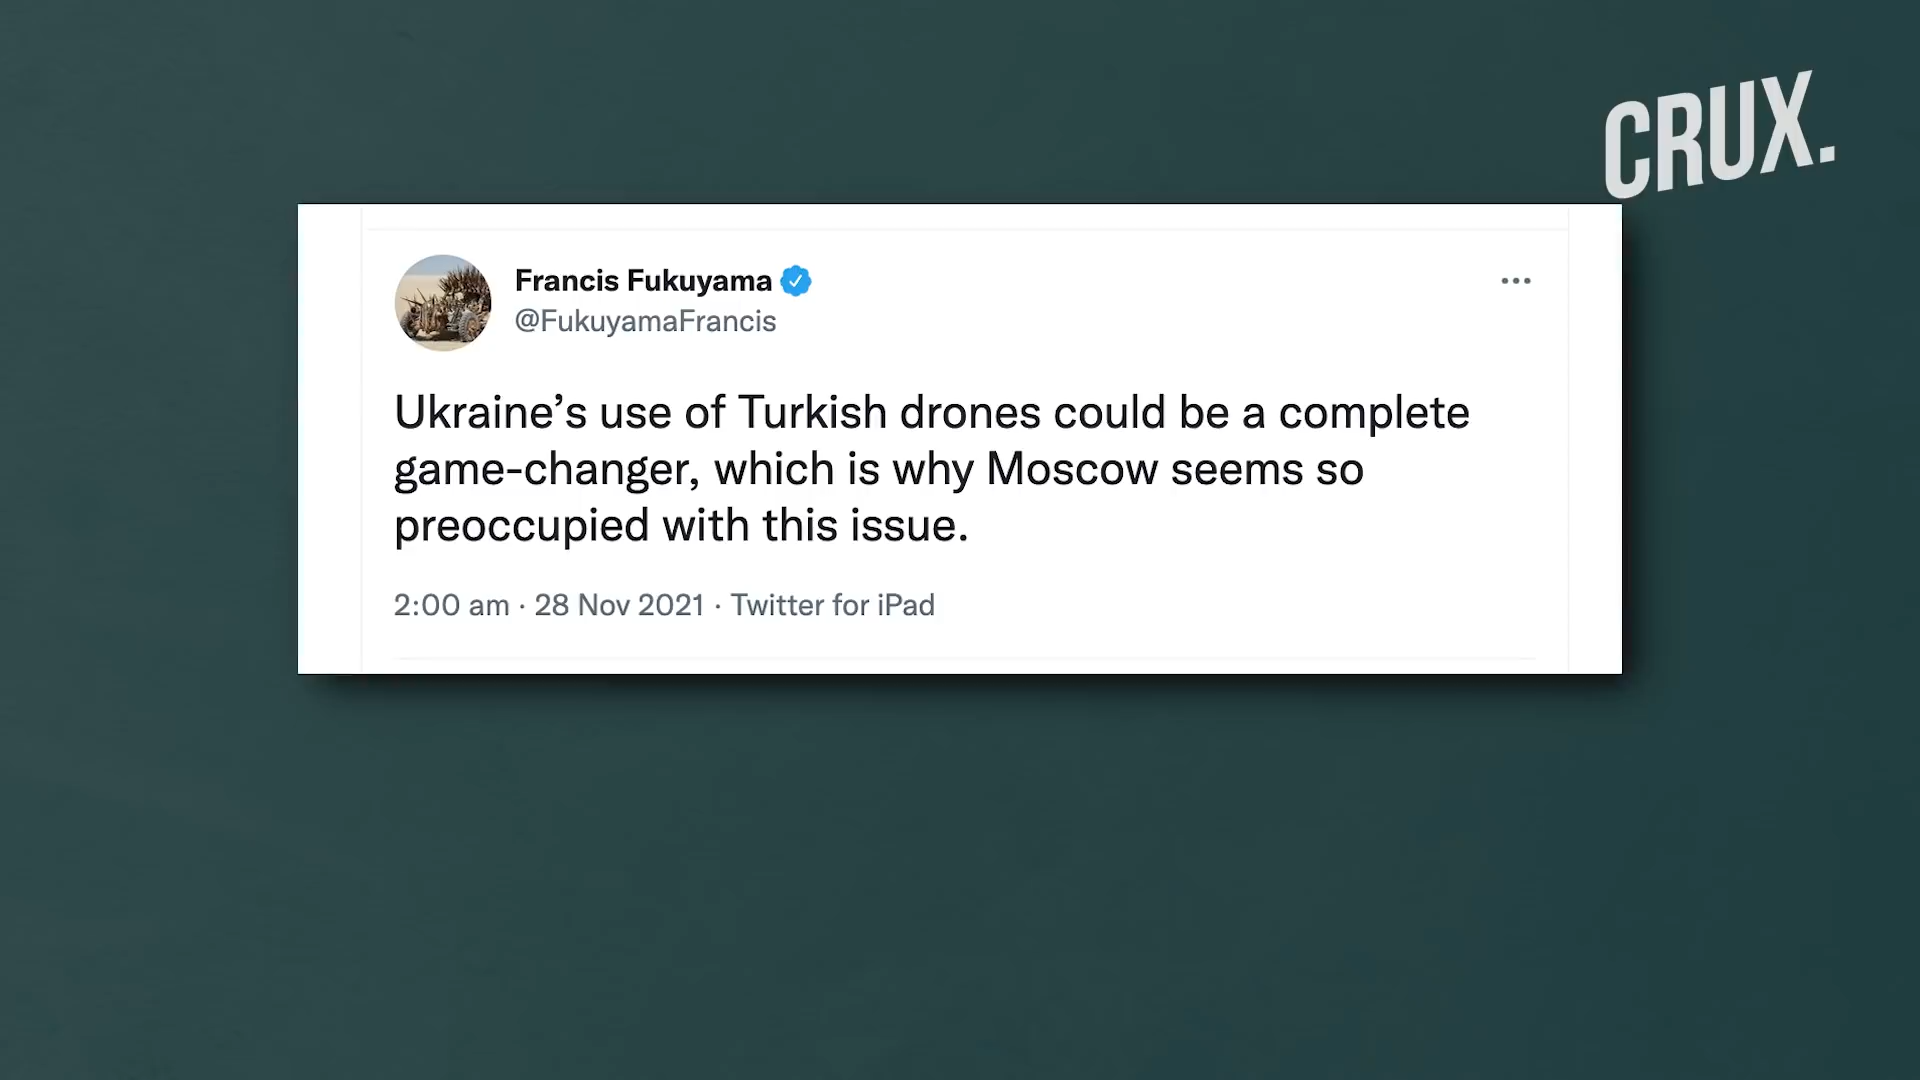 CRUX.
Francis Fukuyama
@FukuyamaFrancis
Ukraine’s use of Turkish drones could be a complete
game-changer, which is why Moscow seems so
preoccupied with this issue.
2:00 am · 28 Nov 2021 · Twitter for iPad